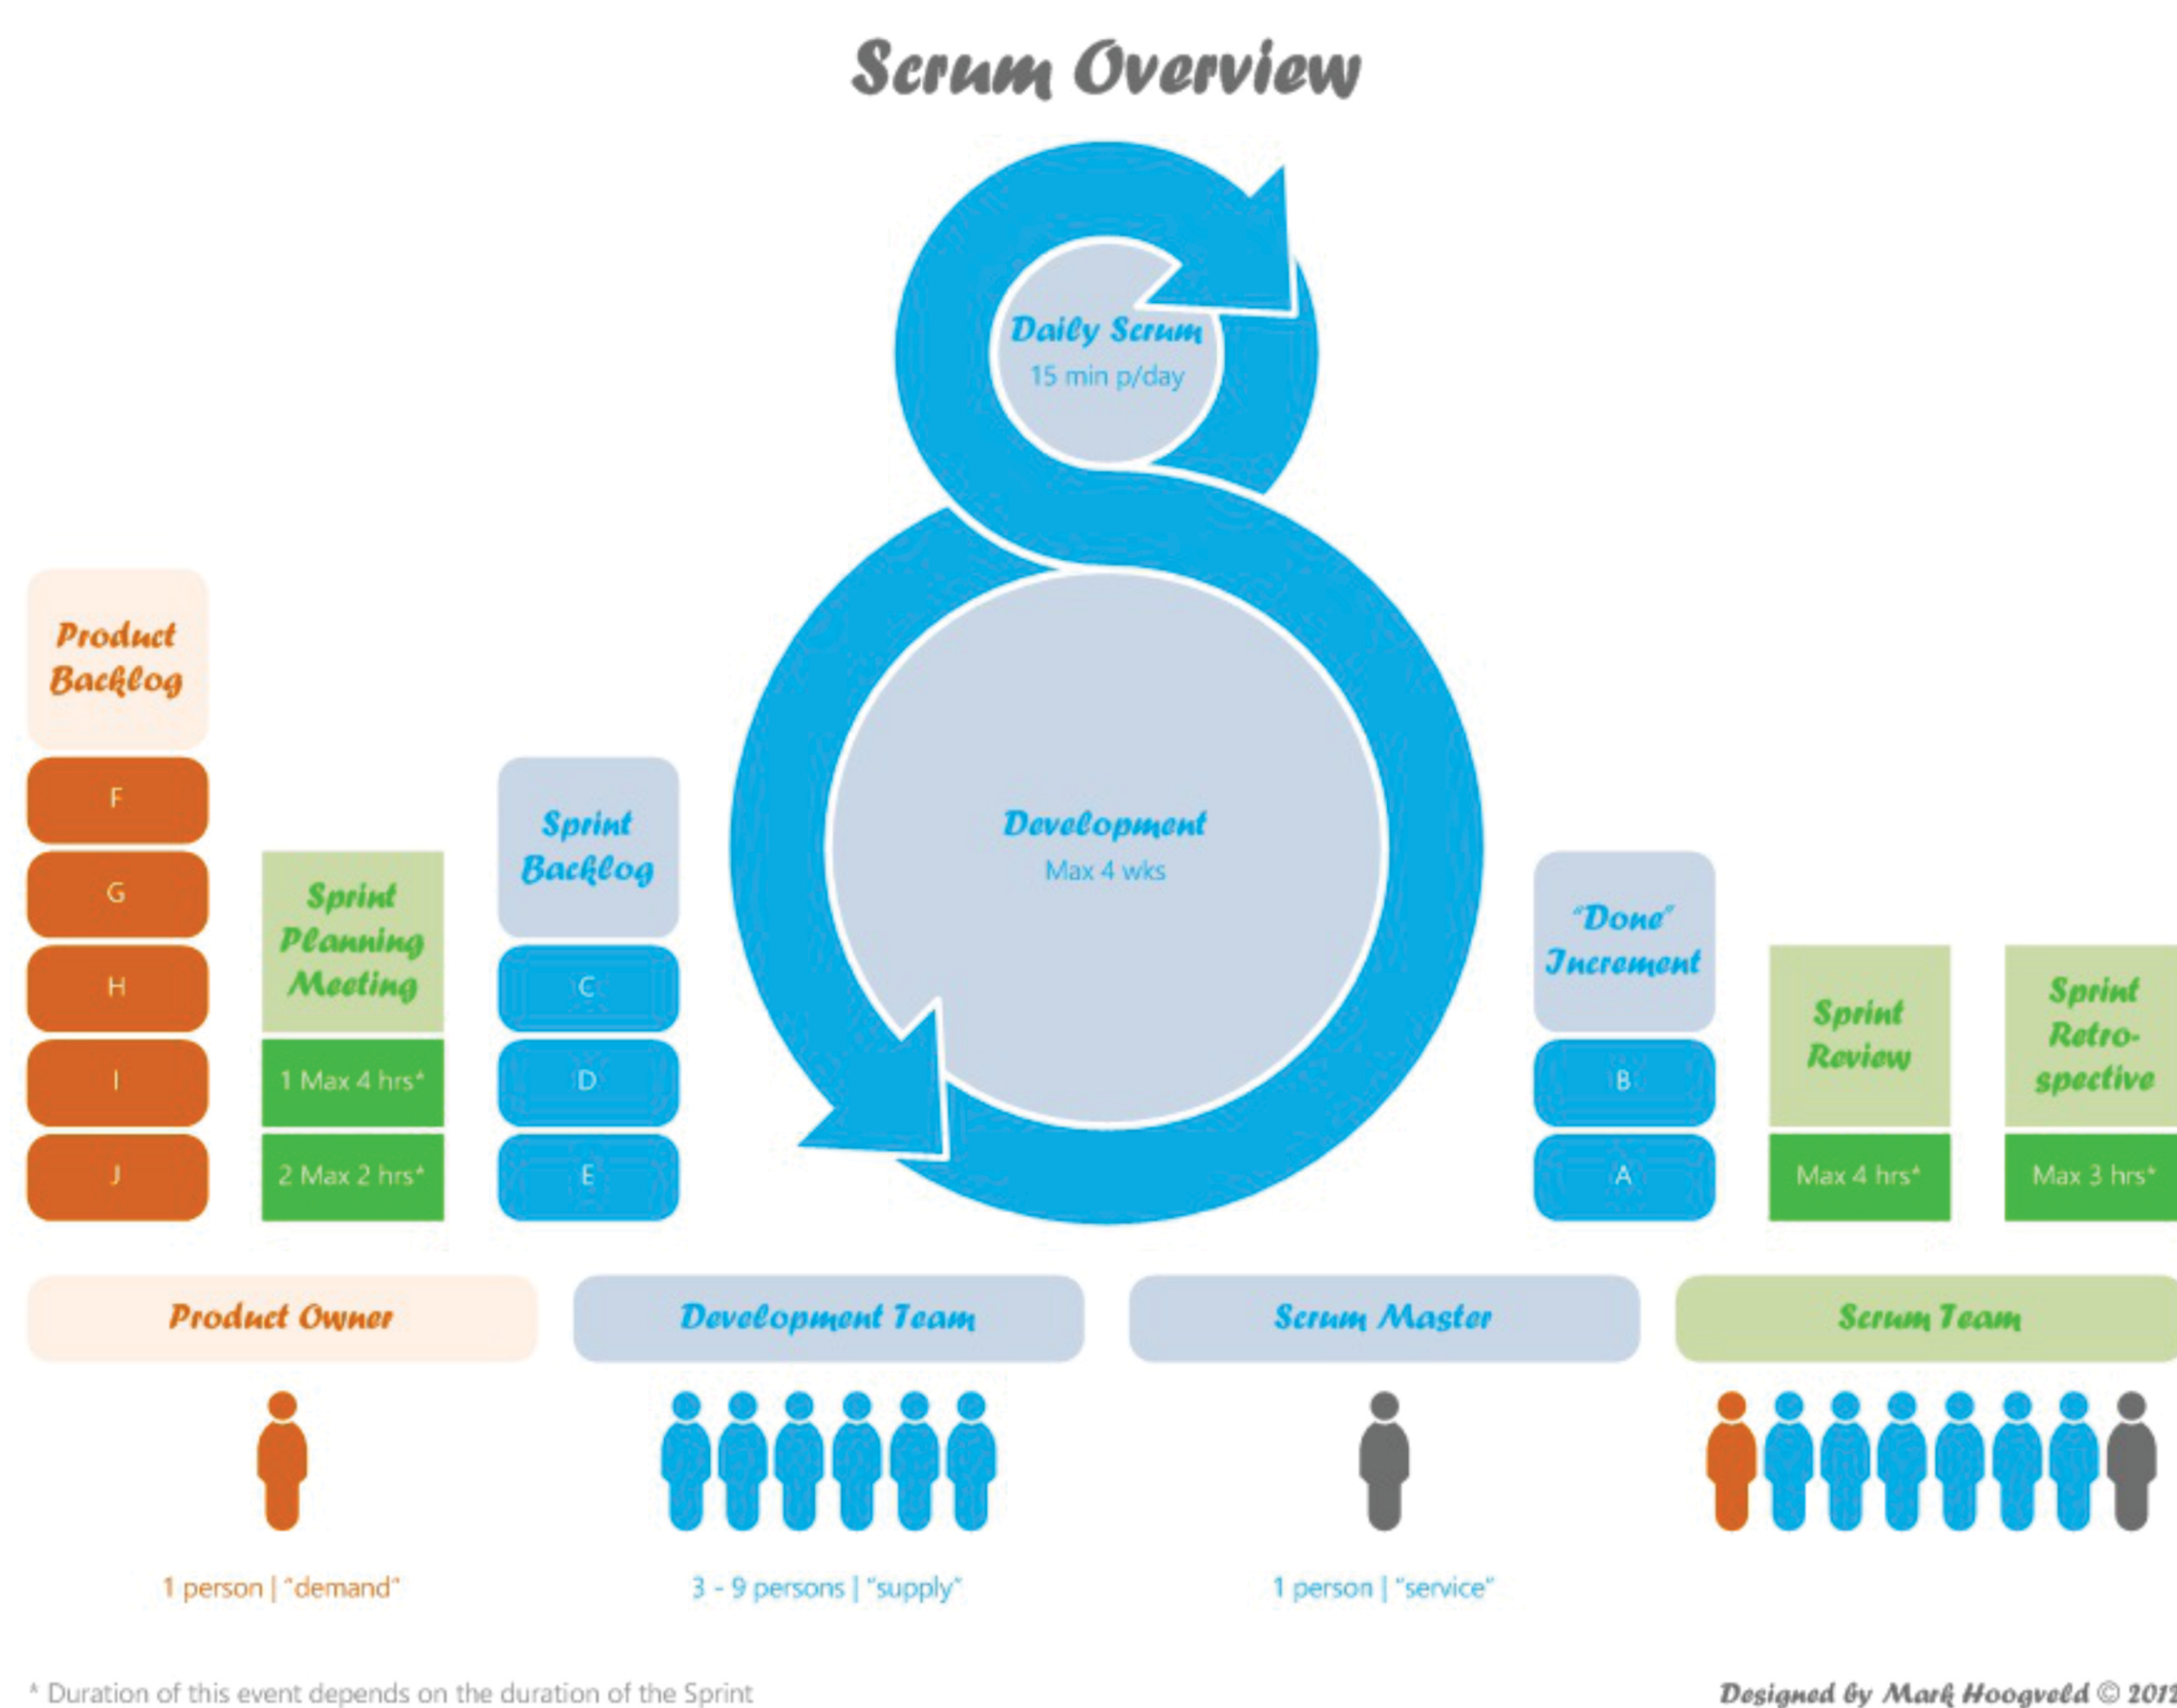 Scrum Overview
Daily Scrum
15 min p/day
Product
Backlog
F
G
H
I
J
Sprint
Planning
Meeting
1 Max 4 hrs*
2 Max 2 hrs*
Sprint
Backlog
C
D
E
Development
Max 4 wks
“Done”
Increment
B
A
Sprint
Review
Max 4 hrs*
Sprint
Retro-
spective
Max 3 hrs*
Product Owner
Development Team
Scrum Master
Scrum Team
1 person | “demand”
3 - 9 persons | “supply”
1 person | “service”
* Duration of this event depends on the duration of the Sprint
Designed by Mark Hoogveld ©